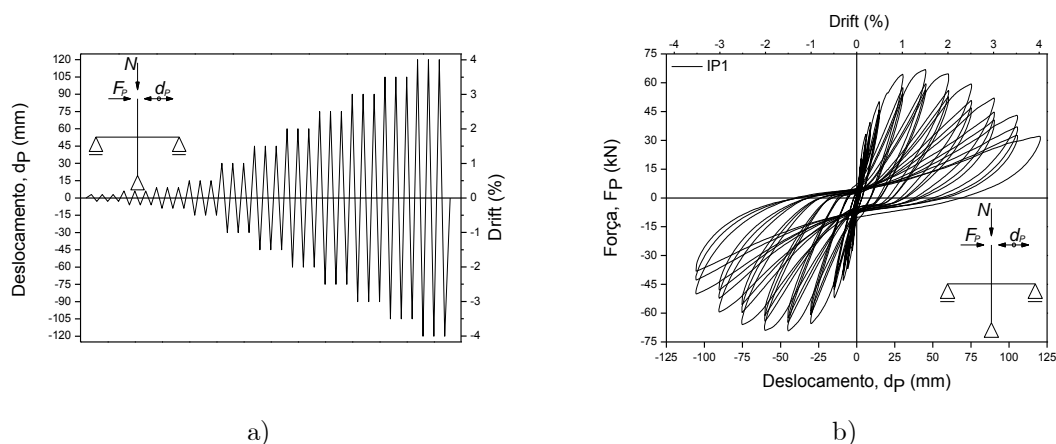 120
105
90
75
60
45
30
15
0
-15
-30
-45
-60
-75
-90
-105
-120
Deslocamento, dP (mm)
4
3
2
1
0
-1
-2
-3
-4
Drift (%)
N
FP
dP
a)
Drift (%)
-4 -3 -2 -1 0 1 2 3 4
75
60
45
30
15
0
-15
-30
-45
-60
-75
Força, FP (kN)
IP1
N
FP
dP
-125 -100 -75 -50 -25 0 25 50 75 100 125
Deslocamento, dP (mm)
b)